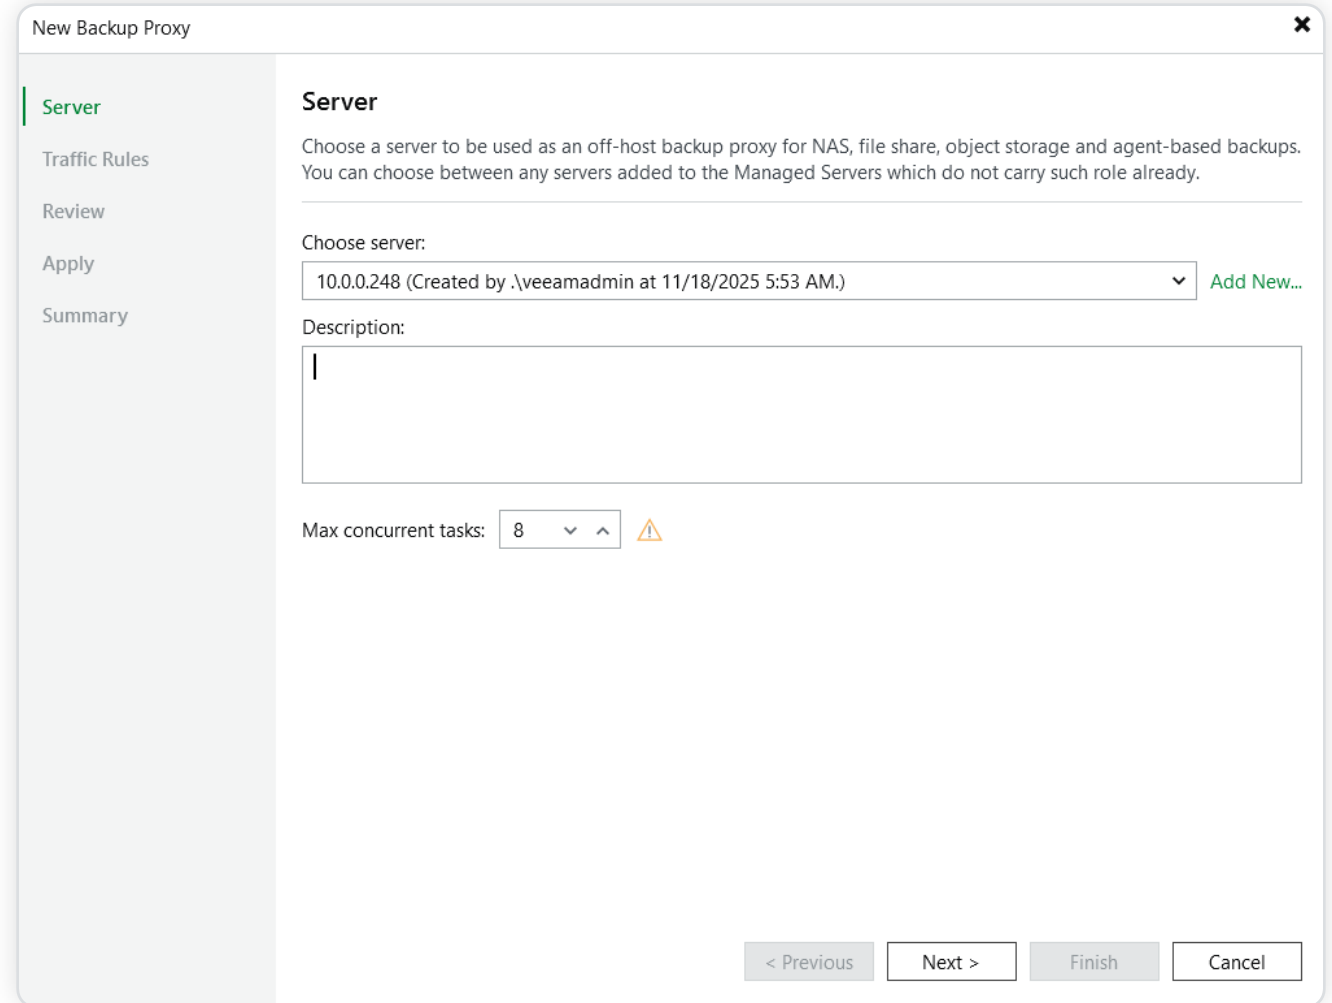 New Backup Proxy
Server
Traffic Rules
Review
Apply
Summary
Server
Choose a server to be used as an off-host backup proxy for NAS, file share, object storage and agent-based backups.
You can choose between any servers added to the Managed Servers which do not carry such role already.
Choose server:
10.0.0.248 (Created by .\veeamadmin at 11/18/2025 5:53 AM.)
Add New...
Description:
Max concurrent tasks:
8
< Previous
Next >
Finish
Cancel